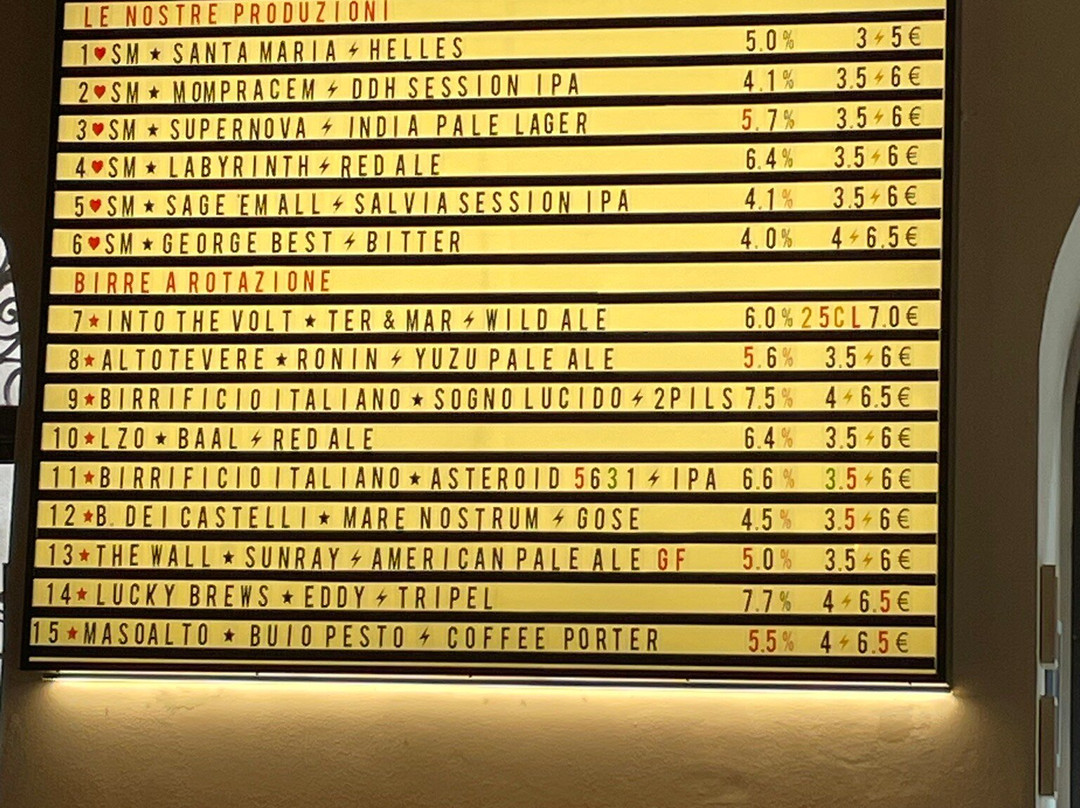 LE NOSTRE PRODUZIONI
1♥SM★SANTA MARIA⚡HELLES 5.0% 3⚡5€
2♥SM★MOMPRACEM⚡DDH SESSION IPA 4.1% 3.5⚡6€
3♥SM★SUPERNOVA⚡INDIA PALE LAGER 5.7% 3.5⚡6€
4♥SM★LABYRINTH⚡RED ALE 6.4% 3.5⚡6€
5♥SM★SAGE 'EM ALL⚡SALVIA SESSION IPA 4.1% 3.5⚡6€
6♥SM★GEORGE BEST⚡BITTER 4.0% 4⚡6.5€
BIRRE A ROTAZIONE
7★INTO THE VOLT★TER & MAR⚡WILD ALE 6.0% 25CL 7.0€
8★ALTOTEVERE★RONIN⚡YUZU PALE ALE 5.6% 3.5⚡6€
9★BIRRIFICIO ITALIANO★SOGNO LUCIDO⚡2PILS 7.5% 4⚡6.5€
10★LZO★BAAL⚡RED ALE 6.4% 3.5⚡6€
11★BIRRIFICIO ITALIANO★ASTEROID 5631⚡IPA 6.6% 3.5⚡6€
12★B. DEI CASTELLI★MARE NOSTRUM⚡GOSE 4.5% 3.5⚡6€
13★THE WALL★SUNRAY⚡AMERICAN PALE ALE GF 5.0% 3.5⚡6€
14★LUCKY BREWS★EDDY⚡TRIPEL 7.7% 4⚡6.5€
15★MASOALTO★BUIO PESTO⚡COFFEE PORTER 5.5% 4⚡6.5€